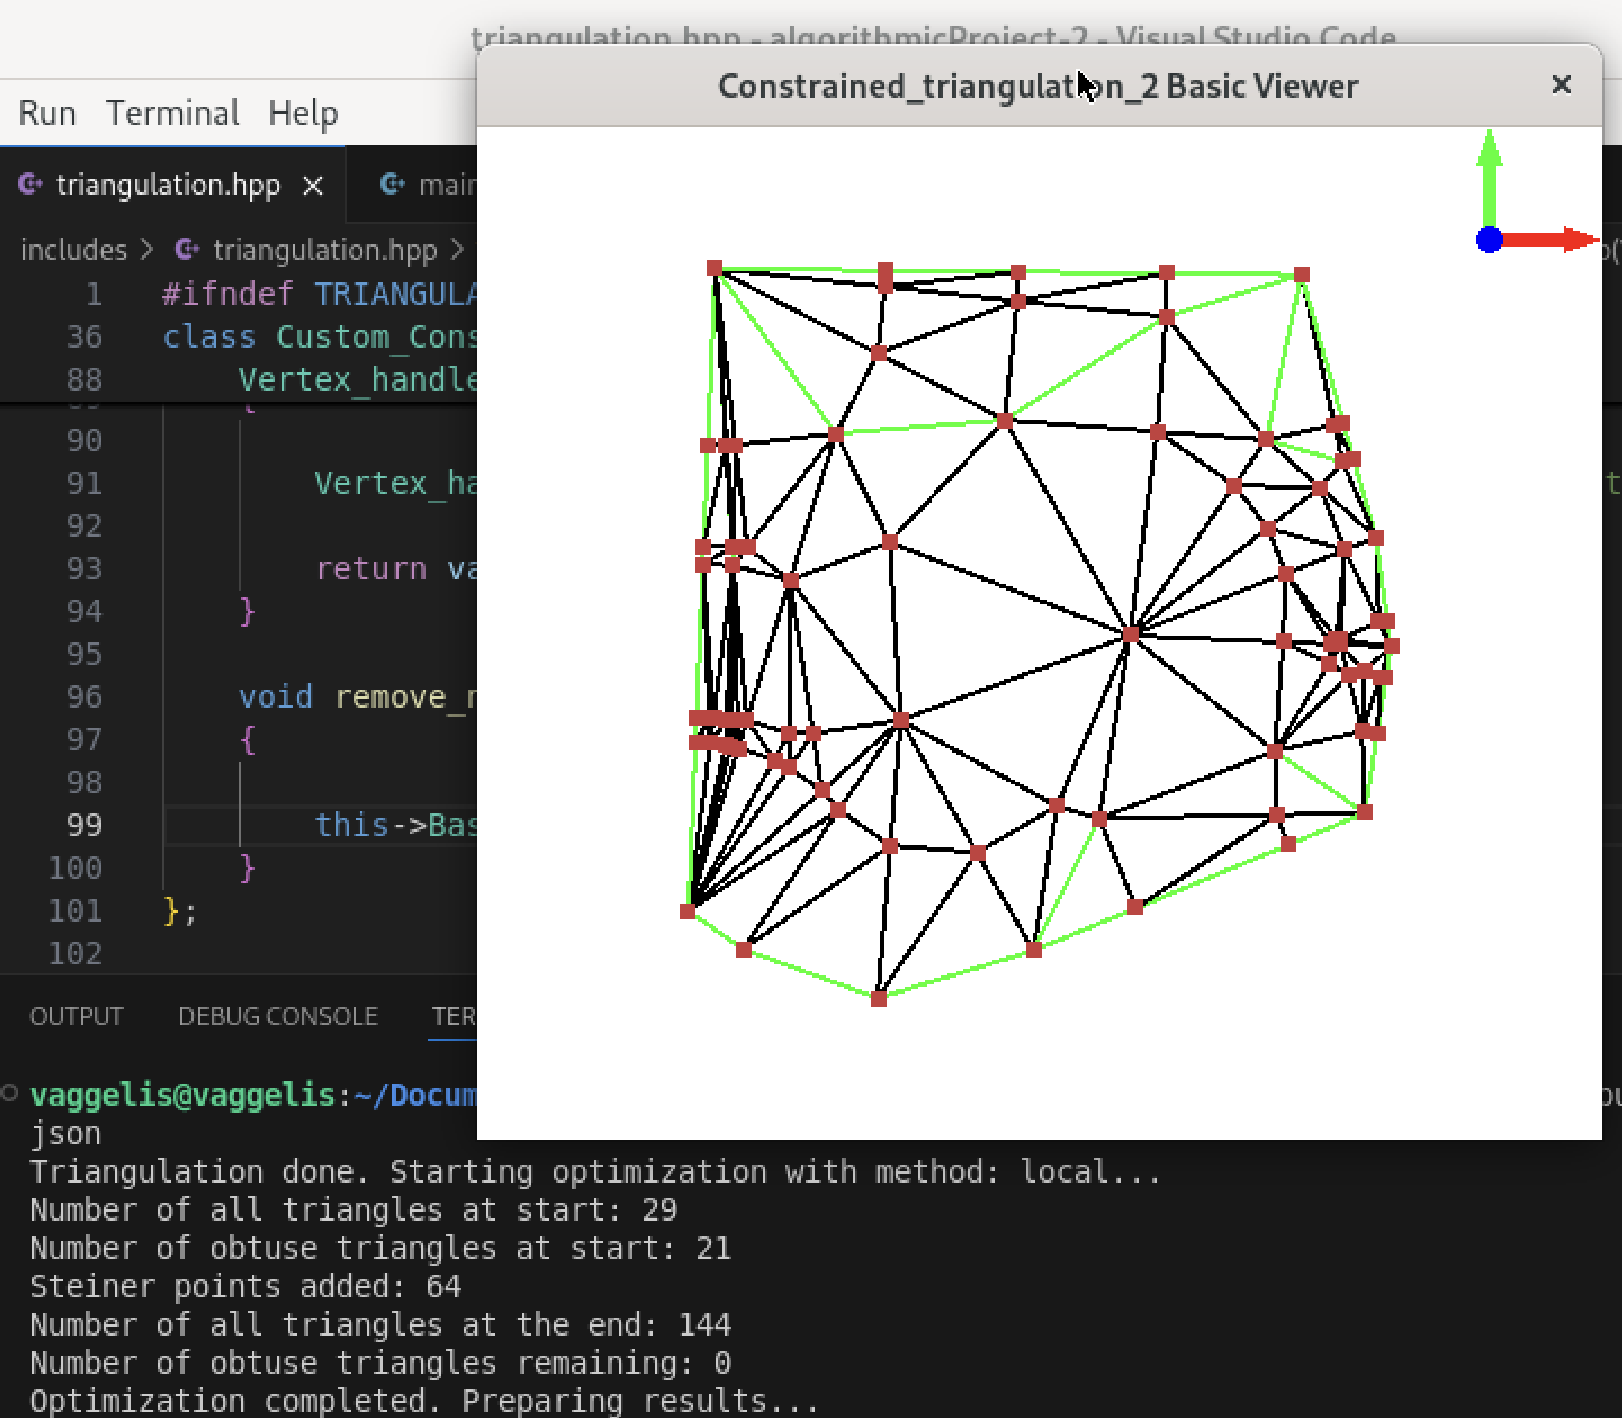 triangulation.hpp - algorithmicProject-2 - Visual Studio Code
Constrained_triangulation_2 Basic Viewer
Run Terminal Help
triangulation.hpp
includes > triangulation.hpp >
1 #ifndef TRIANGULA
36 class Custom_Cons
88 Vertex_handle
{
90
91 Vertex_ha
92
93 return va
94 }
95
96 void remove_
97 {
98
99 this->Bas
100 }
101 };
102
OUTPUT DEBUG CONSOLE TER
vaggelis@vaggelis:~/Docum
json
Triangulation done. Starting optimization with method: local...
Number of all triangles at start: 29
Number of obtuse triangles at start: 21
Steiner points added: 64
Number of all triangles at the end: 144
Number of obtuse triangles remaining: 0
Optimization completed. Preparing results...